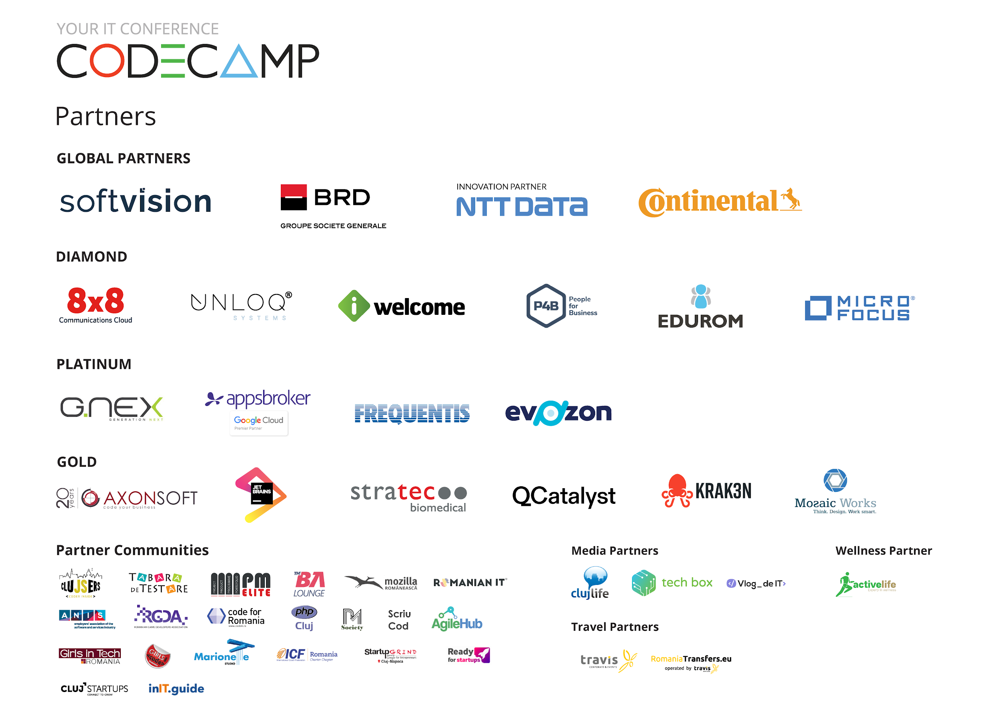 YOUR IT CONFERENCE
CODECAMP
Partners
GLOBAL PARTNERS
softvision
BRD
GROUPE SOCIETE GENERALE
INNOVATION PARTNER
NTT DATA
Continental
DIAMOND
8x8
Communications Cloud
UNLOQ®
SYSTEMS
i welcome
P4B
People
for
Business
EDUROM
MICRO®
FOCUS
PLATINUM
G.NEX
GENERATION NEXT
appsbroker
Google Cloud
Premier Partner
FREQUENTIS
evozon
GOLD
20 years
AXONSOFT
code your business
JET
BRAINS
stratec
biomedical
QCatalyst
KRAK3N
Mozaic Works
Think. Design. Work smart.
Partner Communities
CLUJSERS
<CODER INSIDE>
TABARA
DE TESTARE
PROJECT
PRODUCT
PROGRAMME
PORTOFOLIO
PM
ELITE
THE
BA
LOUNGE
mozilla
ROMÂNEASCĂ
ROMANIAN IT
ANIS
employers' association of the
software and services industry
RGDA
ROMANIAN GAME DEVELOPERS ASSOCIATION
code for
Romania
www.code4.ro
php
Cluj
PM
Society
Scriu
Cod
AgileHub
Girls in Tech
ROMANIA
GIRLS
code
Marionette
STUDIO
ICF
International Coach Federation
Romania
Charter Chapter
Startup GRIND
Google for Entrepreneurs
Cluj-Napoca
Ready
for startups
CLUJ STARTUPS
CONNECT TO GROW
inIT.guide
Media Partners
clujlife
tech box
</> Vlog_de IT>
Wellness Partner
activelife
Experți în wellness
Travel Partners
travis
CORPORATE & EVENTS
RomaniaTransfers.eu
operated by travis